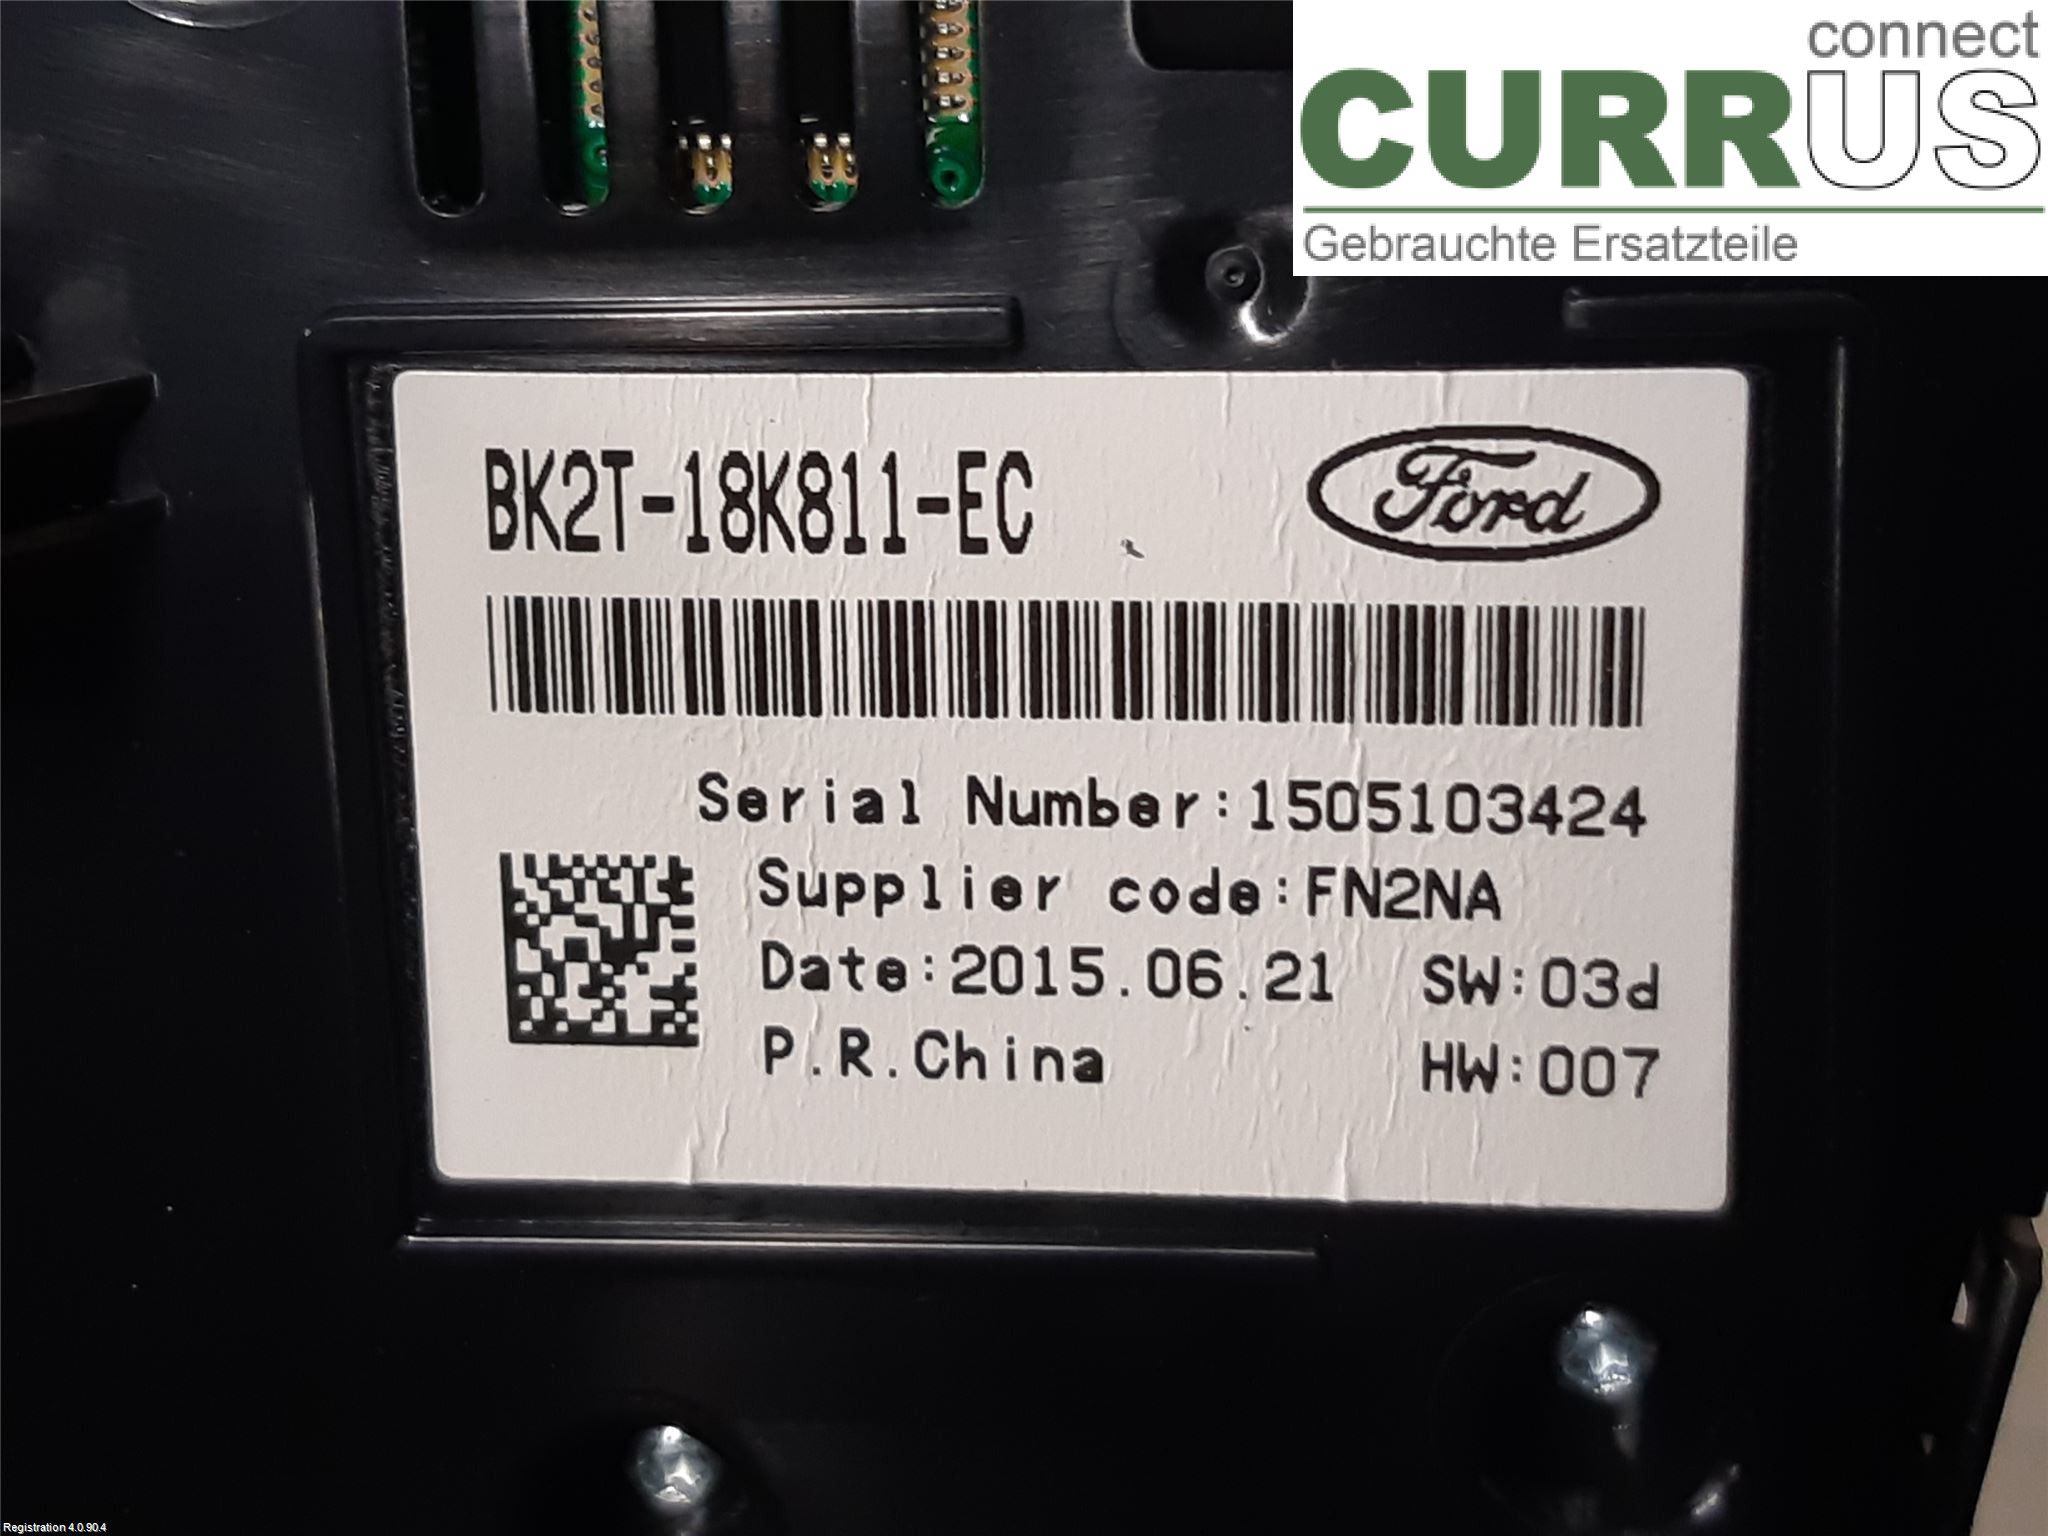 connect
CURRUS
Gebrauchte Ersatzteile
BK2T-18K811-EC
Ford
Serial Number:1505103424
Supplier code:FN2NA
Date:2015.06.21 SW:03d
P.R.China HW:007
Registration 4.0.90.4